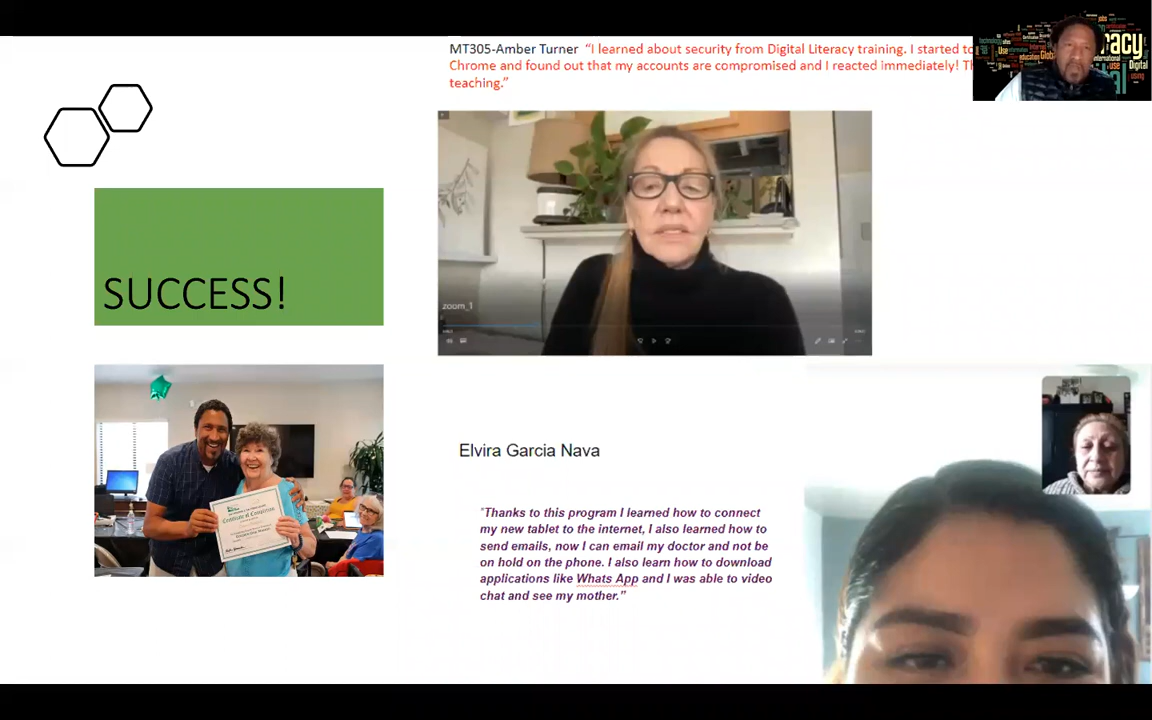 MT305-Amber Turner "I learned about security from Digital Literacy training. I started to
Chrome and found out that my accounts are compromised and I reacted immediately!
teaching."
SUCCESS!
zoom_1
Certificate of Completion
Elvira Garcia Nava
"Thanks to this program I learned how to connect
my new tablet to the internet, I also learned how to
send emails, now I can email my doctor and not be
on hold on the phone. I also learn how to download
applications like Whats App and I was able to video
chat and see my mother."